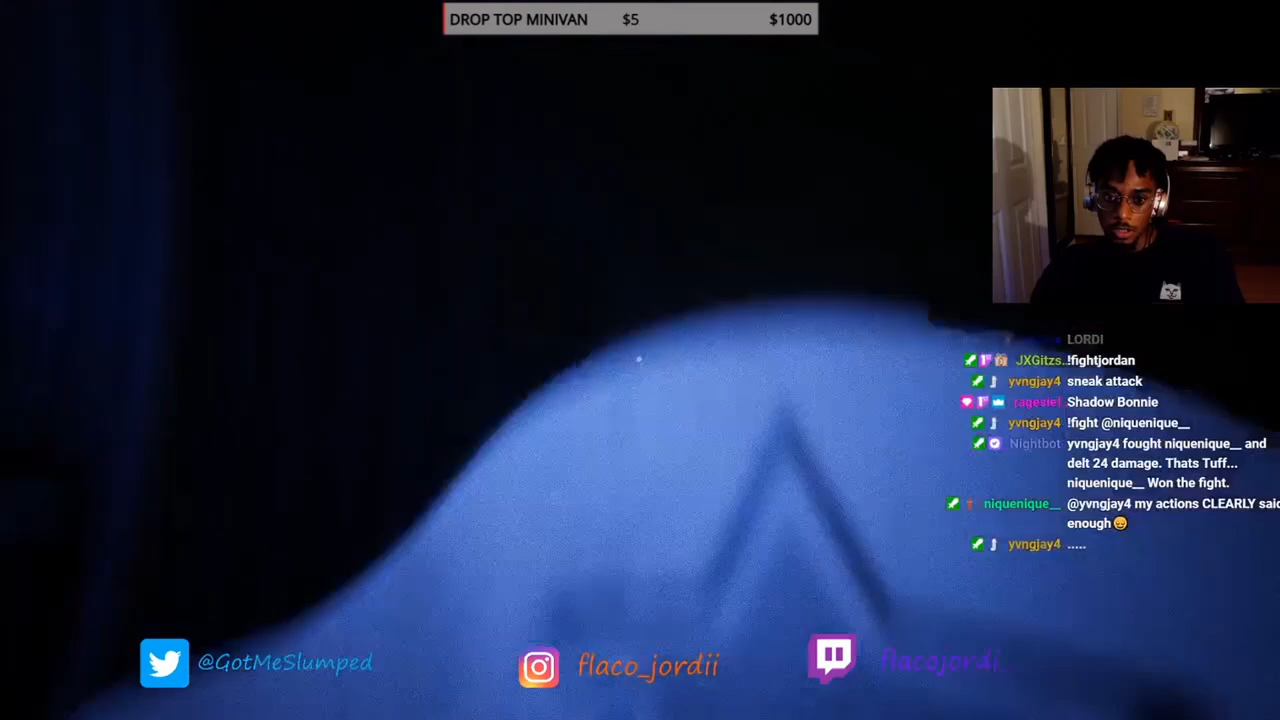 DROP TOP MINIVAN $5 $1000
LORDI
JXGitzs.. !fightjordan
yvngjay4 sneak attack
ragesiel Shadow Bonnie
yvngjay4 !fight @niquenique__
Nightbot yvngjay4 fought niquenique__ and
delt 24 damage. Thats Tuff...
niquenique__ Won the fight.
niquenique__ @yvngjay4 my actions CLEARLY said
enough
yvngjay4 .....
@GotMeSlumped flaco_jordii flacojordi